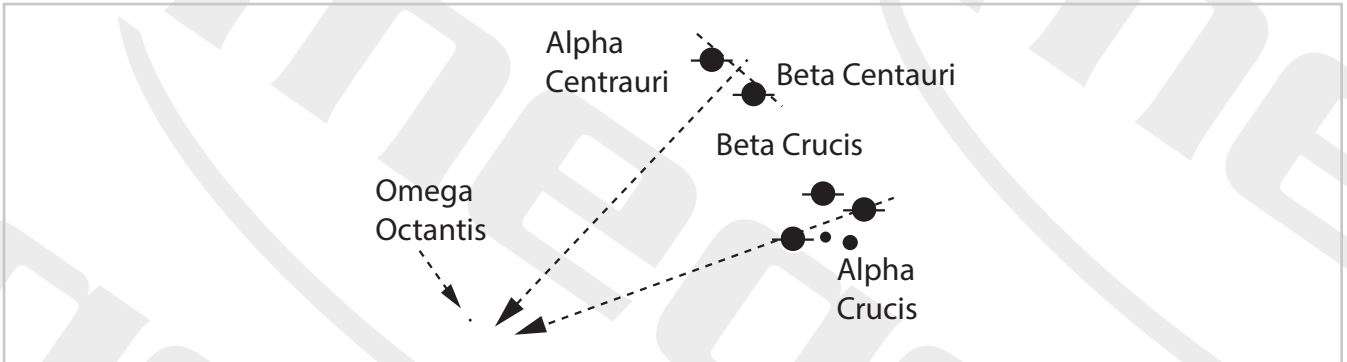 Alpha
Centrauri
Beta Centauri
Beta Crucis
Omega
Octantis
Alpha
Crucis